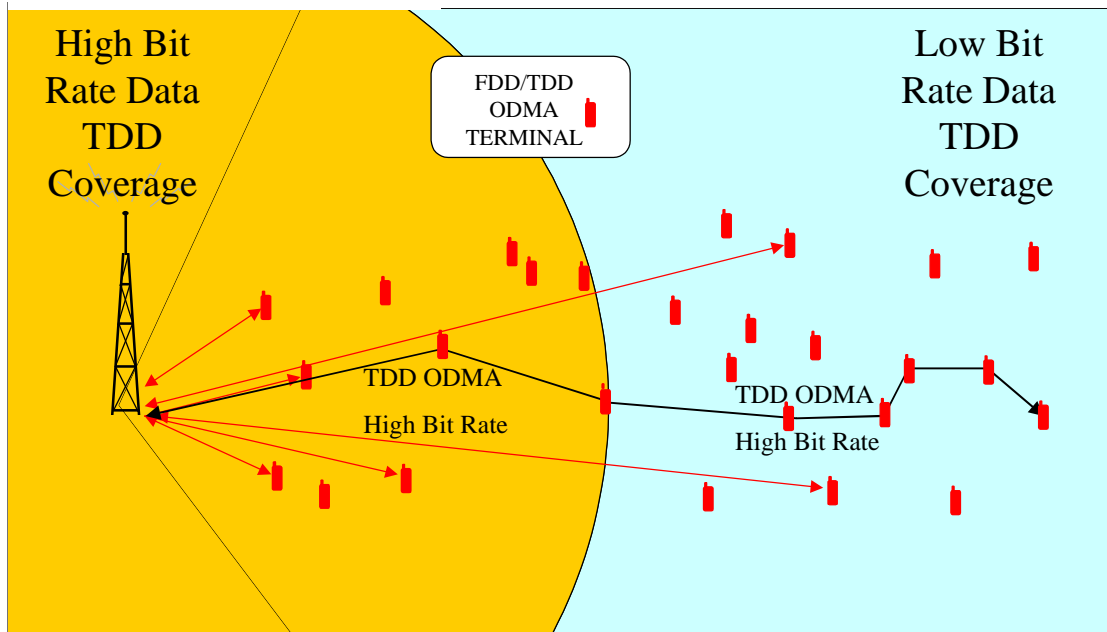 High Bit
Rate Data
TDD
Coverage
FDD/TDD
ODMA
TERMINAL
Low Bit
Rate Data
TDD
Coverage
TDD ODMA
High Bit Rate
TDD ODMA
High Bit Rate